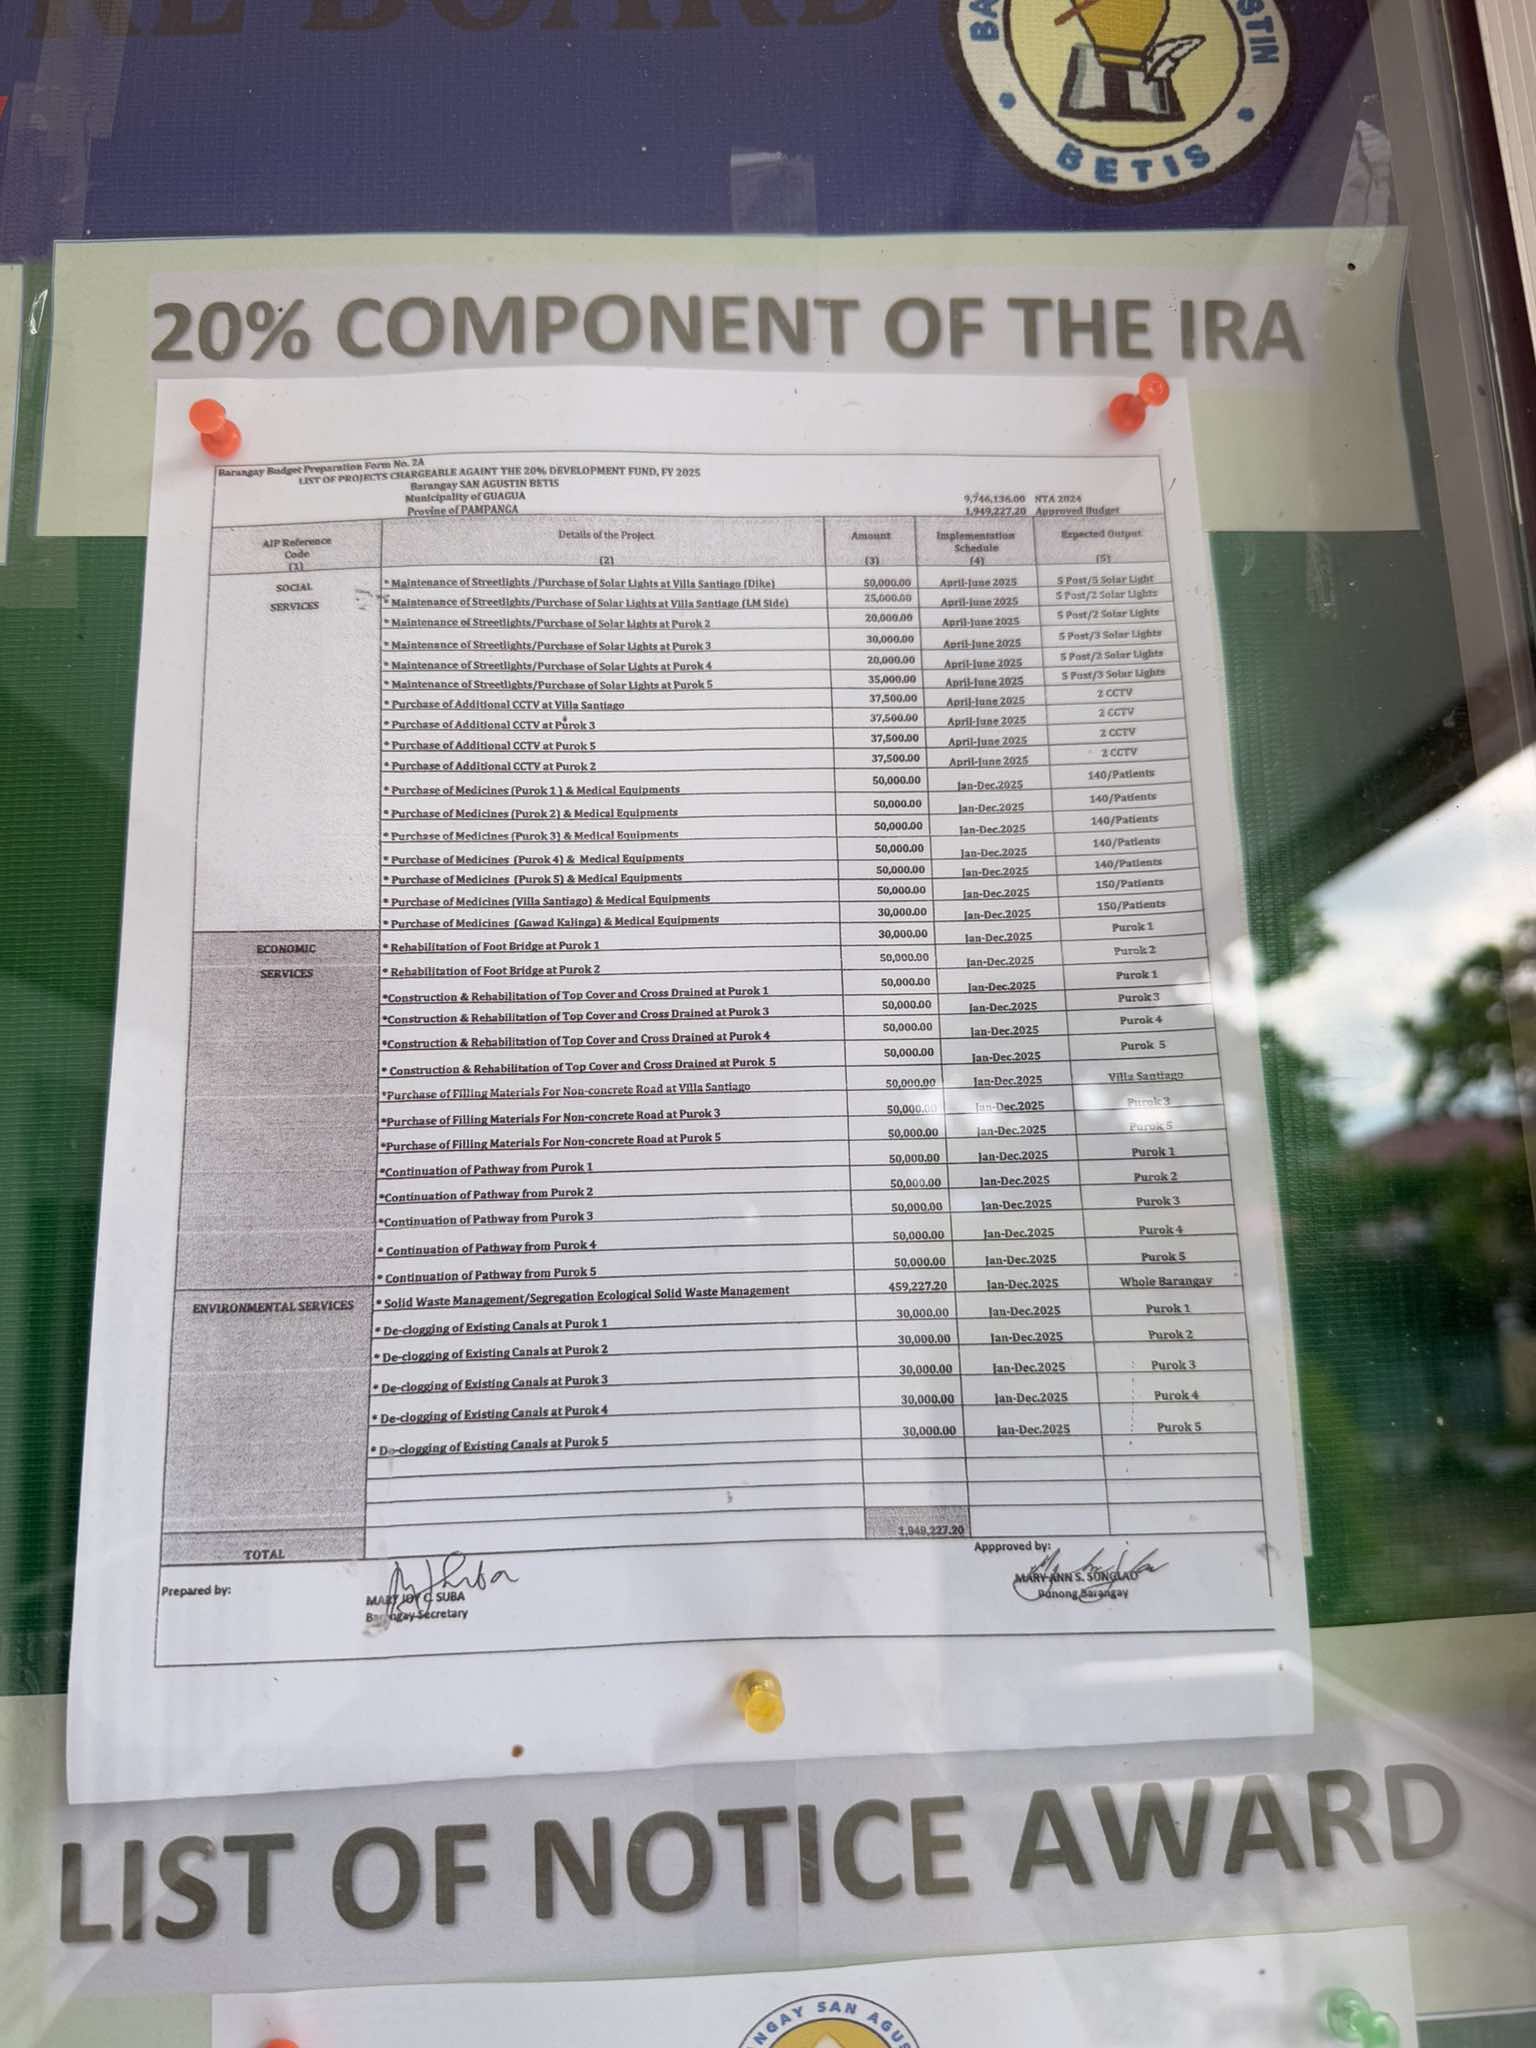 NE BOARD
BA STIN
BETIS
20% COMPONENT OF THE IRA
Barangay Budget Preparation Form No. 2A
LIST OF PROJECTS CHARGEABLE AGAINT THE 20% DEVELOPMENT FUND, FY 2025
Barangay SAN AGUSTIN BETIS
Municipality of GUAGUA 9,746,136.00 NTA 2024
Provine of PAMPANGA 1,949,227.20 Approved Budget
AIP Reference Code (1) Details of the Project (2) Amount (3) Implementation Schedule (4) Expected Output (5)
SOCIAL SERVICES
* Maintenance of Streetlights /Purchase of Solar Lights at Villa Santiago (Dike) 50,000.00 April-June 2025 5 Post/5 Solar Light
* Maintenance of Streetlights/Purchase of Solar Lights at Villa Santiago (LM Side) 25,000.00 April-June 2025 5 Post/2 Solar Lights
* Maintenance of Streetlights/Purchase of Solar Lights at Purok 2 20,000.00 April-June 2025 5 Post/2 Solar Lights
* Maintenance of Streetlights/Purchase of Solar Lights at Purok 3 30,000.00 April-June 2025 5 Post/3 Solar Lights
* Maintenance of Streetlights/Purchase of Solar Lights at Purok 4 20,000.00 April-June 2025 5 Post/2 Solar Lights
* Maintenance of Streetlights/Purchase of Solar Lights at Purok 5 35,000.00 April-June 2025 5 Post/3 Solar Lights
* Purchase of Additional CCTV at Villa Santiago 37,500.00 April-June 2025 2 CCTV
* Purchase of Additional CCTV at Purok 3 37,500.00 April-June 2025 2 CCTV
* Purchase of Additional CCTV at Purok 5 37,500.00 April-June 2025 2 CCTV
* Purchase of Additional CCTV at Purok 2 37,500.00 April-June 2025 2 CCTV
* Purchase of Medicines (Purok 1 ) & Medical Equipments 50,000.00 Jan-Dec.2025 140/Patients
* Purchase of Medicines (Purok 2) & Medical Equipments 50,000.00 Jan-Dec.2025 140/Patients
* Purchase of Medicines (Purok 3) & Medical Equipments 50,000.00 Jan-Dec.2025 140/Patients
* Purchase of Medicines (Purok 4) & Medical Equipments 50,000.00 Jan-Dec.2025 140/Patients
* Purchase of Medicines (Purok 5) & Medical Equipments 50,000.00 Jan-Dec.2025 140/Patients
* Purchase of Medicines (Villa Santiago) & Medical Equipments 50,000.00 Jan-Dec.2025 150/Patients
* Purchase of Medicines (Gawad Kalinga) & Medical Equipments 30,000.00 Jan-Dec.2025 150/Patients
ECONOMIC SERVICES
* Rehabilitation of Foot Bridge at Purok 1 30,000.00 Jan-Dec.2025 Purok 1
* Rehabilitation of Foot Bridge at Purok 2 50,000.00 Jan-Dec.2025 Purok 2
*Construction & Rehabilitation of Top Cover and Cross Drained at Purok 1 50,000.00 Jan-Dec.2025 Purok 1
*Construction & Rehabilitation of Top Cover and Cross Drained at Purok 3 50,000.00 Jan-Dec.2025 Purok 3
*Construction & Rehabilitation of Top Cover and Cross Drained at Purok 4 50,000.00 Jan-Dec.2025 Purok 4
* Construction & Rehabilitation of Top Cover and Cross Drained at Purok 5 50,000.00 Jan-Dec.2025 Purok 5
*Purchase of Filling Materials For Non-concrete Road at Villa Santiago 50,000.00 Jan-Dec.2025 Villa Santiago
*Purchase of Filling Materials For Non-concrete Road at Purok 3 50,000.00 Jan-Dec.2025 Purok 3
*Purchase of Filling Materials For Non-concrete Road at Purok 5 50,000.00 Jan-Dec.2025 Purok 5
*Continuation of Pathway from Purok 1 50,000.00 Jan-Dec.2025 Purok 1
*Continuation of Pathway from Purok 2 50,000.00 Jan-Dec.2025 Purok 2
*Continuation of Pathway from Purok 3 50,000.00 Jan-Dec.2025 Purok 3
* Continuation of Pathway from Purok 4 50,000.00 Jan-Dec.2025 Purok 4
* Continuation of Pathway from Purok 5 50,000.00 Jan-Dec.2025 Purok 5
ENVIRONMENTAL SERVICES
* Solid Waste Management/Segregation Ecological Solid Waste Management 459,227.20 Jan-Dec.2025 Whole Barangay
* De-clogging of Existing Canals at Purok 1 30,000.00 Jan-Dec.2025 Purok 1
* De-clogging of Existing Canals at Purok 2 30,000.00 Jan-Dec.2025 Purok 2
* De-clogging of Existing Canals at Purok 3 30,000.00 Jan-Dec.2025 Purok 3
* De-clogging of Existing Canals at Purok 4 30,000.00 Jan-Dec.2025 Purok 4
* De-clogging of Existing Canals at Purok 5 30,000.00 Jan-Dec.2025 Purok 5
TOTAL 1,949,227.20
Prepared by: Appproved by:
MARY JOY C. SUBA MARY ANN S. SONGLAO
Barangay Secretary Punong Barangay
LIST OF NOTICE AWARD
NGAY SAN AGUS